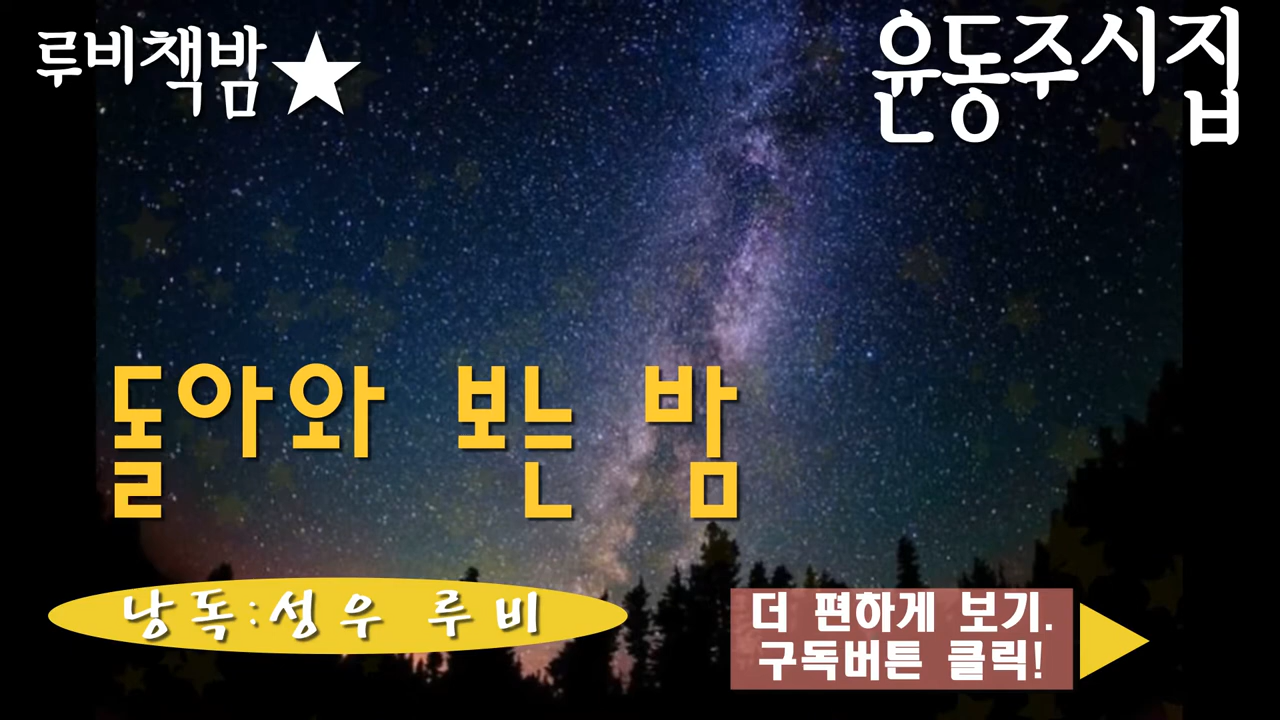 루비책밤★
윤동주시집
돌아와 보는 밤
낭독:성우 루비
더 편하게 보기.
구독버튼 클릭!